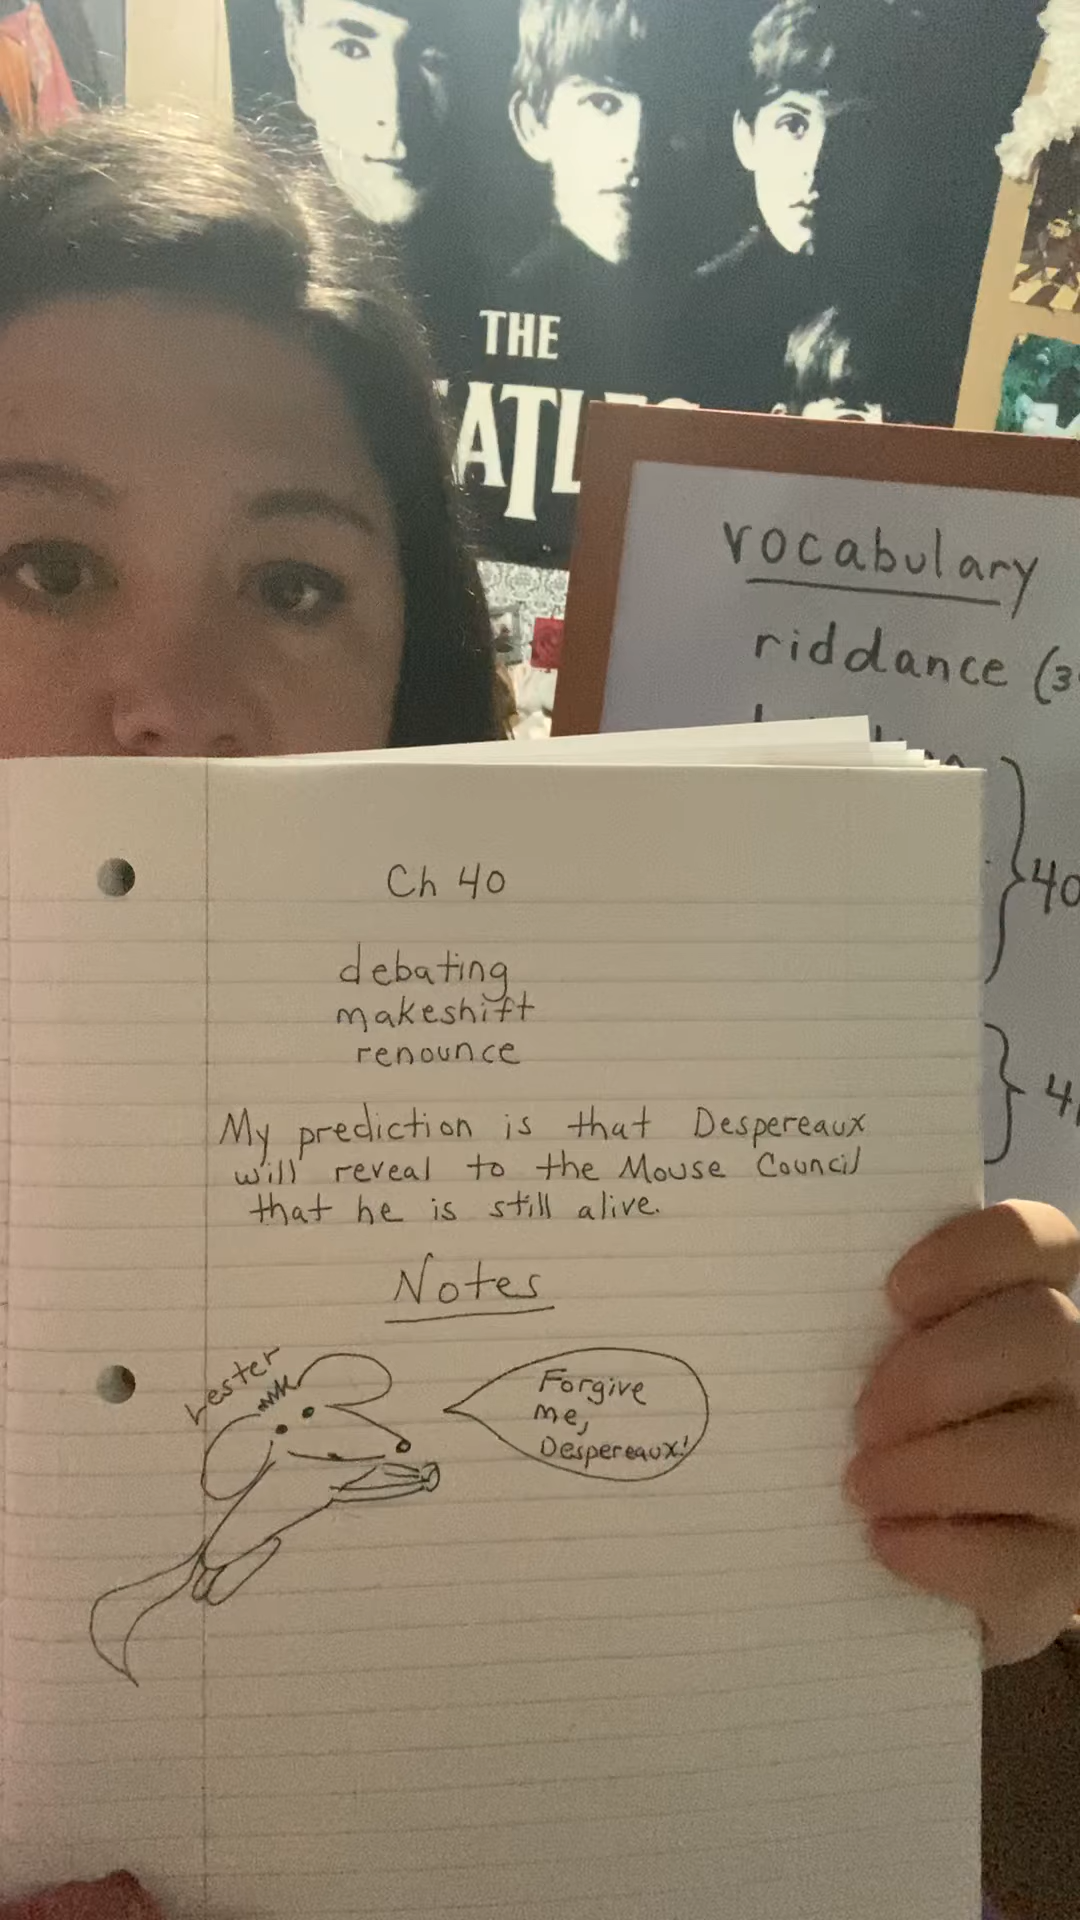 THE
vocabulary
riddance
40
Ch 40
debating
makeshift
renounce
My prediction is that Despereaux
will reveal to the Mouse Council
that he is still alive.
Notes
Lester
Forgive
me,
Despereaux!